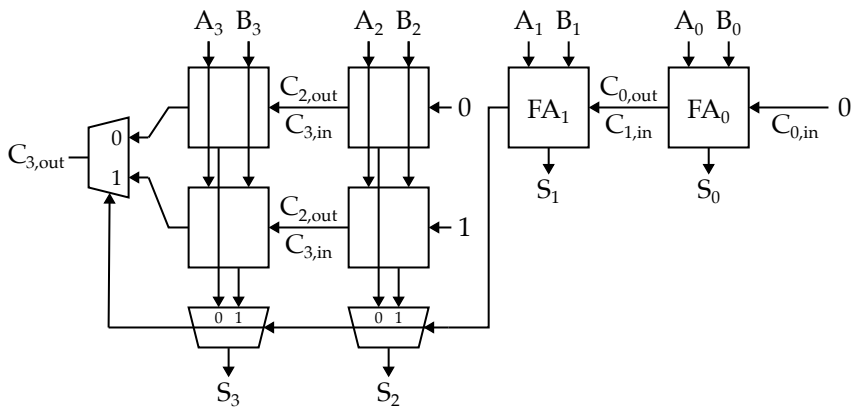 A₃ B₃ A₂ B₂ A₁ B₁ A₀ B₀
C₂,out 0 C₀,out
C₃,in FA₁ C₁,in FA₀ C₀,in 0
0
C₃,out
1
S₁ S₀
C₂,out
C₃,in 1
0 1 0 1
S₃ S₂